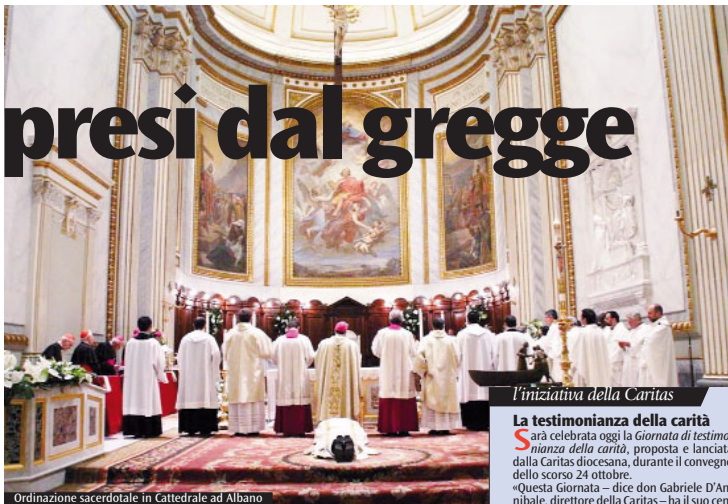 presi dal gregge
l'iniziativa della Caritas
La testimonianza della carità
Sarà celebrata oggi la Giornata di testimo-
nianza della carità, proposta e lanciata
dalla Caritas diocesana, durante il convegno
dello scorso 24 ottobre.
«Questa Giornata – dice don Gabriele D'An-
nibale, direttore della Caritas – ha il suo cen-
Ordinazione sacerdotale in Cattedrale ad Albano